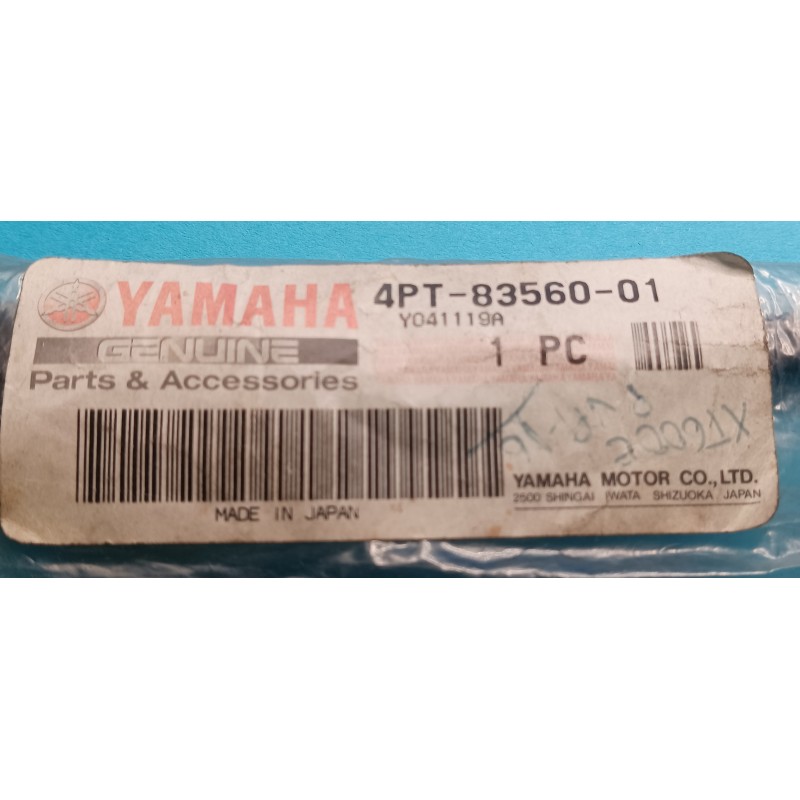 YAMAHA
GENUINE
Parts & Accessories
4PT-83560-01
Y041119A
1 PC
XT600E
YAMAHA MOTOR CO.,LTD.
2500 SHINGAI IWATA SHIZUOKA JAPAN
MADE IN JAPAN